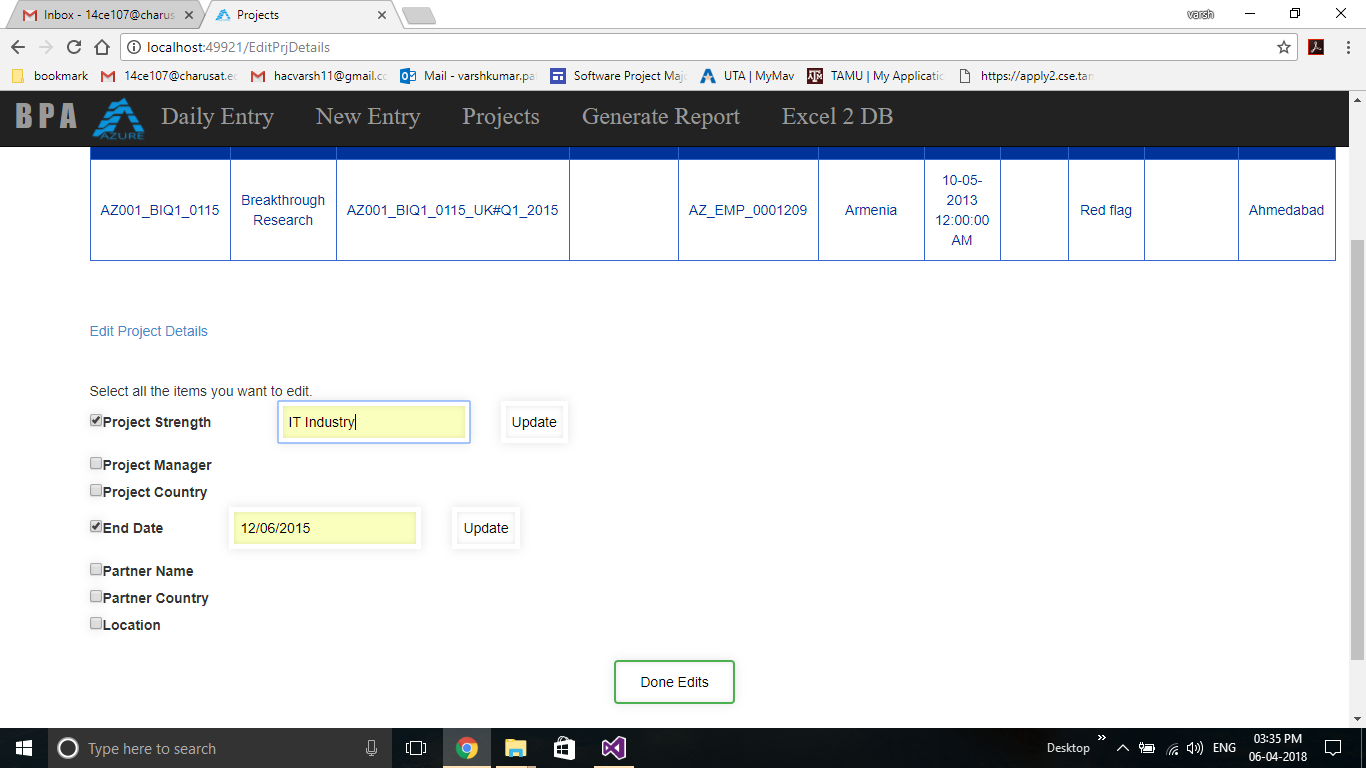 Inbox - 14ce107@charus
Projects
varsh
localhost:49921/EditPrjDetails
bookmark
14ce107@charusat.ec
hacvarsh11@gmail.cc
Mail - varshkumar.pa
Software Project Majo
UTA | MyMav
TAMU | My Applicatic
https://apply2.cse.tan
BPA
AZURE
Daily Entry
New Entry
Projects
Generate Report
Excel 2 DB
AZ001_BIQ1_0115
Breakthrough
Research
AZ001_BIQ1_0115_UK#Q1_2015
AZ_EMP_0001209
Armenia
10-05-
2013
12:00:00
AM
Red flag
Ahmedabad
Edit Project Details
Select all the items you want to edit.
Project Strength
IT Industry
Update
Project Manager
Project Country
End Date
12/06/2015
Update
Partner Name
Partner Country
Location
Done Edits
Type here to search
Desktop
ENG
03:35 PM
06-04-2018